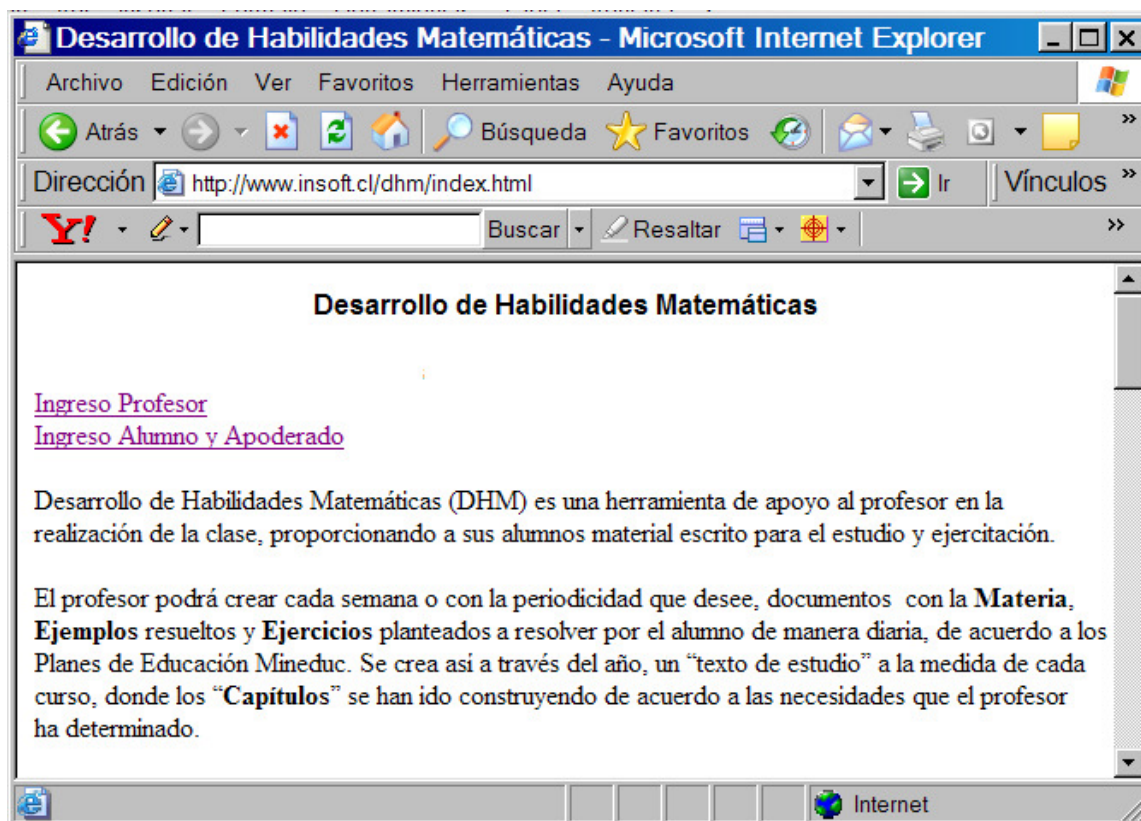 Desarrollo de Habilidades Matemáticas - Microsoft Internet Explorer
Archivo Edición Ver Favoritos Herramientas Ayuda
Atrás Búsqueda Favoritos »
Dirección http://www.insoft.cl/dhm/index.html Ir Vínculos »
Y! Buscar Resaltar »
Desarrollo de Habilidades Matemáticas
Ingreso Profesor
Ingreso Alumno y Apoderado
Desarrollo de Habilidades Matemáticas (DHM) es una herramienta de apoyo al profesor en la
realización de la clase, proporcionando a sus alumnos material escrito para el estudio y ejercitación.
El profesor podrá crear cada semana o con la periodicidad que desee, documentos con la Materia,
Ejemplos resueltos y Ejercicios planteados a resolver por el alumno de manera diaria, de acuerdo a los
Planes de Educación Mineduc. Se crea así a través del año, un “texto de estudio” a la medida de cada
curso, donde los “Capítulos” se han ido construyendo de acuerdo a las necesidades que el profesor
ha determinado.
Internet